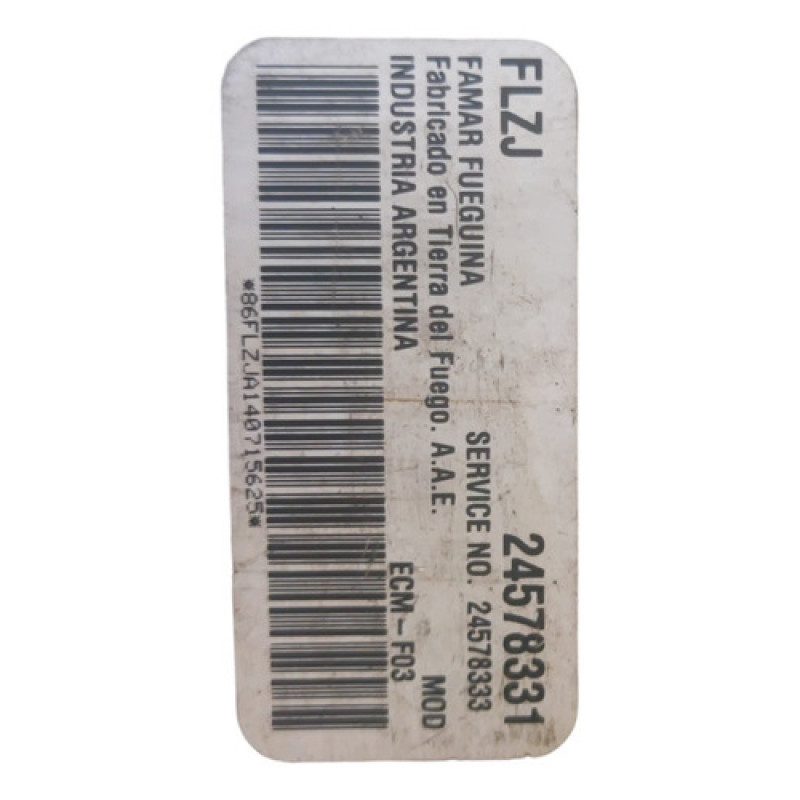 FLZJ 24578331
FAMAR FUEGUINA SERVICE NO. 24578333
Fabricado en Tierra del Fuego. A.A.E. MOD
INDUSTRIA ARGENTINA ECM-F03
*86FLZJA140715625*